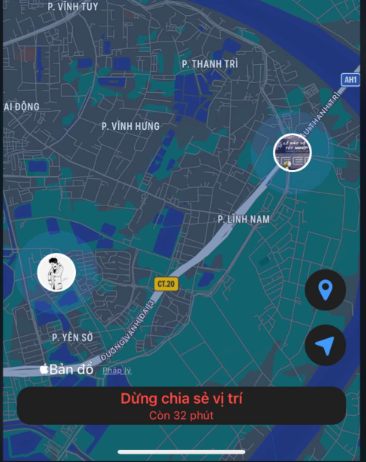 P. VĨNH TUY
P. THANH TRÌ
AH1
AI ĐỘNG
P. VĨNH HƯNG
P. LĨNH NAM
CT.20
P. YÊN SỞ
Bản đồ Pháp lý
Dừng chia sẻ vị trí
Còn 32 phút